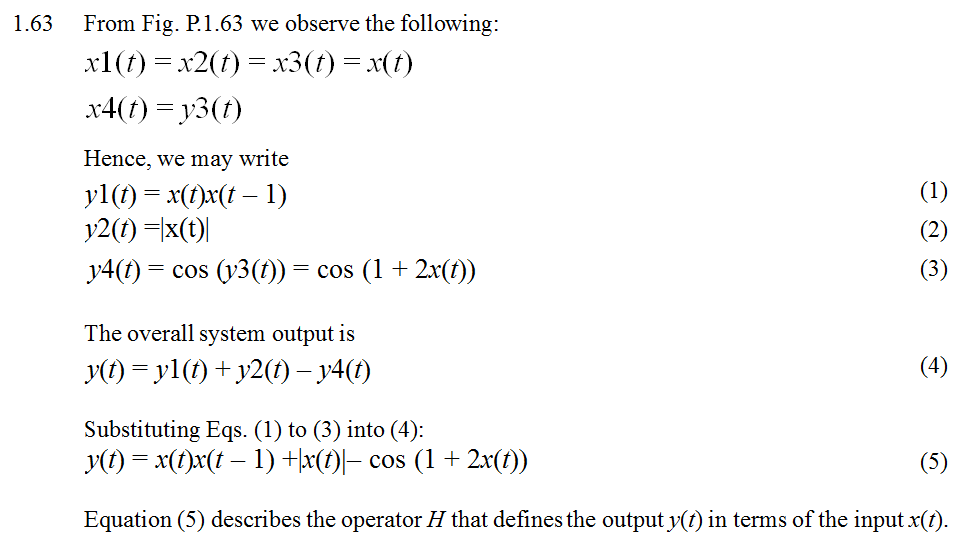 1.63 From Fig. P.1.63 we observe the following:
x1(t) = x2(t) = x3(t) = x(t)
x4(t) = y3(t)
Hence, we may write
y1(t) = x(t)x(t – 1) (1)
y2(t) =|x(t)| (2)
y4(t) = cos (y3(t)) = cos (1 + 2x(t)) (3)
The overall system output is
y(t) = y1(t) + y2(t) – y4(t) (4)
Substituting Eqs. (1) to (3) into (4):
y(t) = x(t)x(t – 1) +|x(t)|– cos (1 + 2x(t)) (5)
Equation (5) describes the operator H that defines the output y(t) in terms of the input x(t).